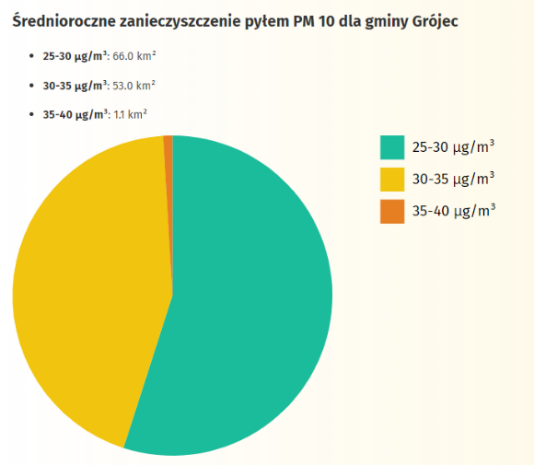 Średnioroczne zanieczyszczenie pyłem PM 10 dla gminy Grójec
• 25-30 µg/m³: 66.0 km²
• 30-35 µg/m³: 53.0 km²
• 35-40 µg/m³: 1.1 km²
25-30 µg/m³
30-35 µg/m³
35-40 µg/m³